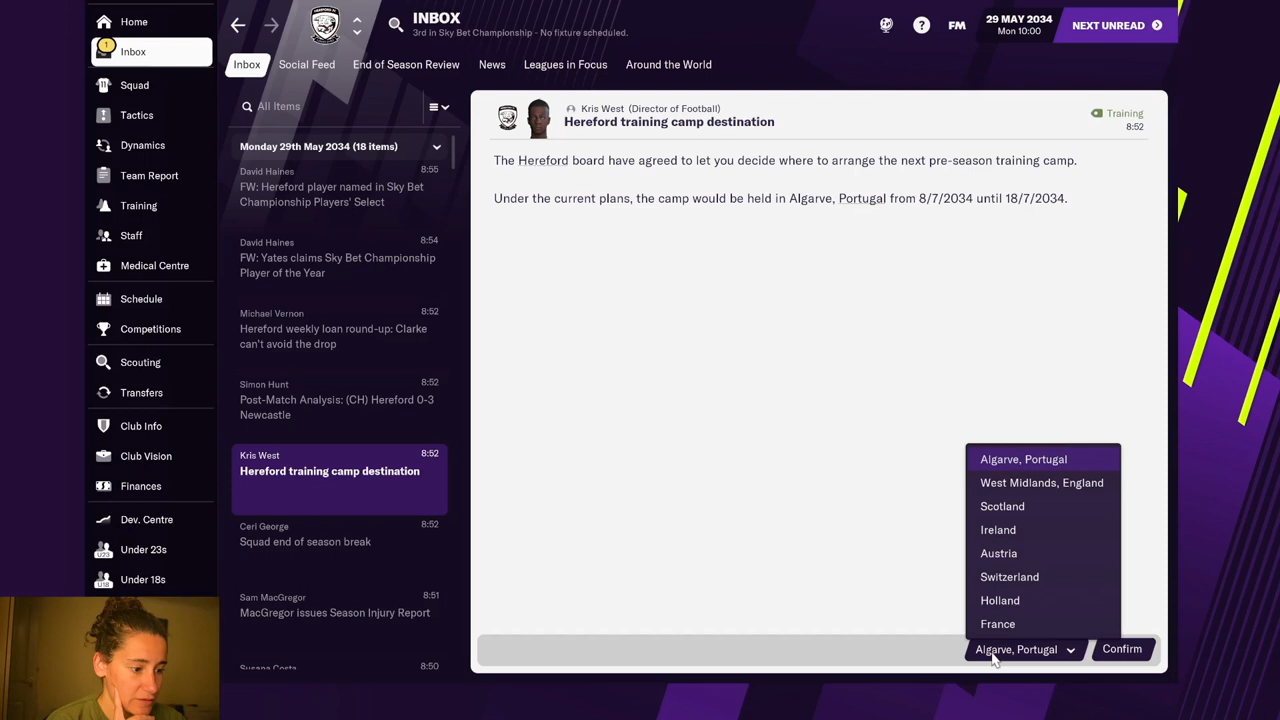 Home
1
Inbox
Squad
Tactics
Dynamics
Team Report
Training
Staff
Medical Centre
Schedule
Competitions
Scouting
Transfers
Club Info
Club Vision
Finances
Dev. Centre
Under 23s
Under 18s
INBOX
3rd in Sky Bet Championship - No fixture scheduled.
FM
29 MAY 2034
Mon 10:00
NEXT UNREAD
Inbox
Social Feed
End of Season Review
News
Leagues in Focus
Around the World
All Items
Monday 29th May 2034 (18 items)
David Haines 8:55
FW: Hereford player named in Sky Bet
Championship Players' Select
David Haines 8:54
FW: Yates claims Sky Bet Championship
Player of the Year
Michael Vernon 8:52
Hereford weekly loan round-up: Clarke
can't avoid the drop
Simon Hunt 8:52
Post-Match Analysis: (CH) Hereford 0-3
Newcastle
Kris West 8:52
Hereford training camp destination
Ceri George 8:52
Squad end of season break
Sam MacGregor 8:51
MacGregor issues Season Injury Report
Susana Costa 8:50
Kris West (Director of Football)
Hereford training camp destination
Training
8:52
The Hereford board have agreed to let you decide where to arrange the next pre-season training camp.
Under the current plans, the camp would be held in Algarve, Portugal from 8/7/2034 until 18/7/2034.
Algarve, Portugal
West Midlands, England
Scotland
Ireland
Austria
Switzerland
Holland
France
Algarve, Portugal
Confirm